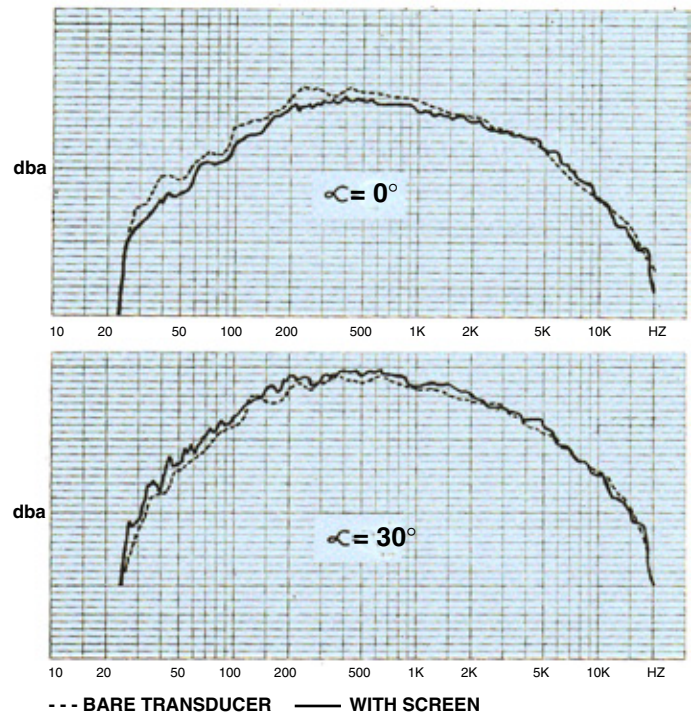 dba
∝ = 0°
10 20 50 100 200 500 1K 2K 5K 10K HZ
dba
∝ = 30°
10 20 50 100 200 500 1K 2K 5K 10K HZ
--- BARE TRANSDUCER — WITH SCREEN